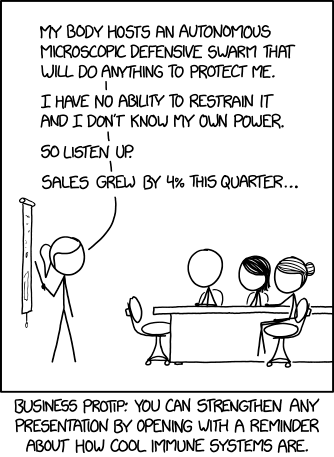 MY BODY HOSTS AN AUTONOMOUS
MICROSCOPIC DEFENSIVE SWARM THAT
WILL DO ANYTHING TO PROTECT ME.
I HAVE NO ABILITY TO RESTRAIN IT
AND I DON'T KNOW MY OWN POWER.
SO LISTEN UP.
SALES GREW BY 4% THIS QUARTER...
BUSINESS PROTIP: YOU CAN STRENGTHEN ANY
PRESENTATION BY OPENING WITH A REMINDER
ABOUT HOW COOL IMMUNE SYSTEMS ARE.